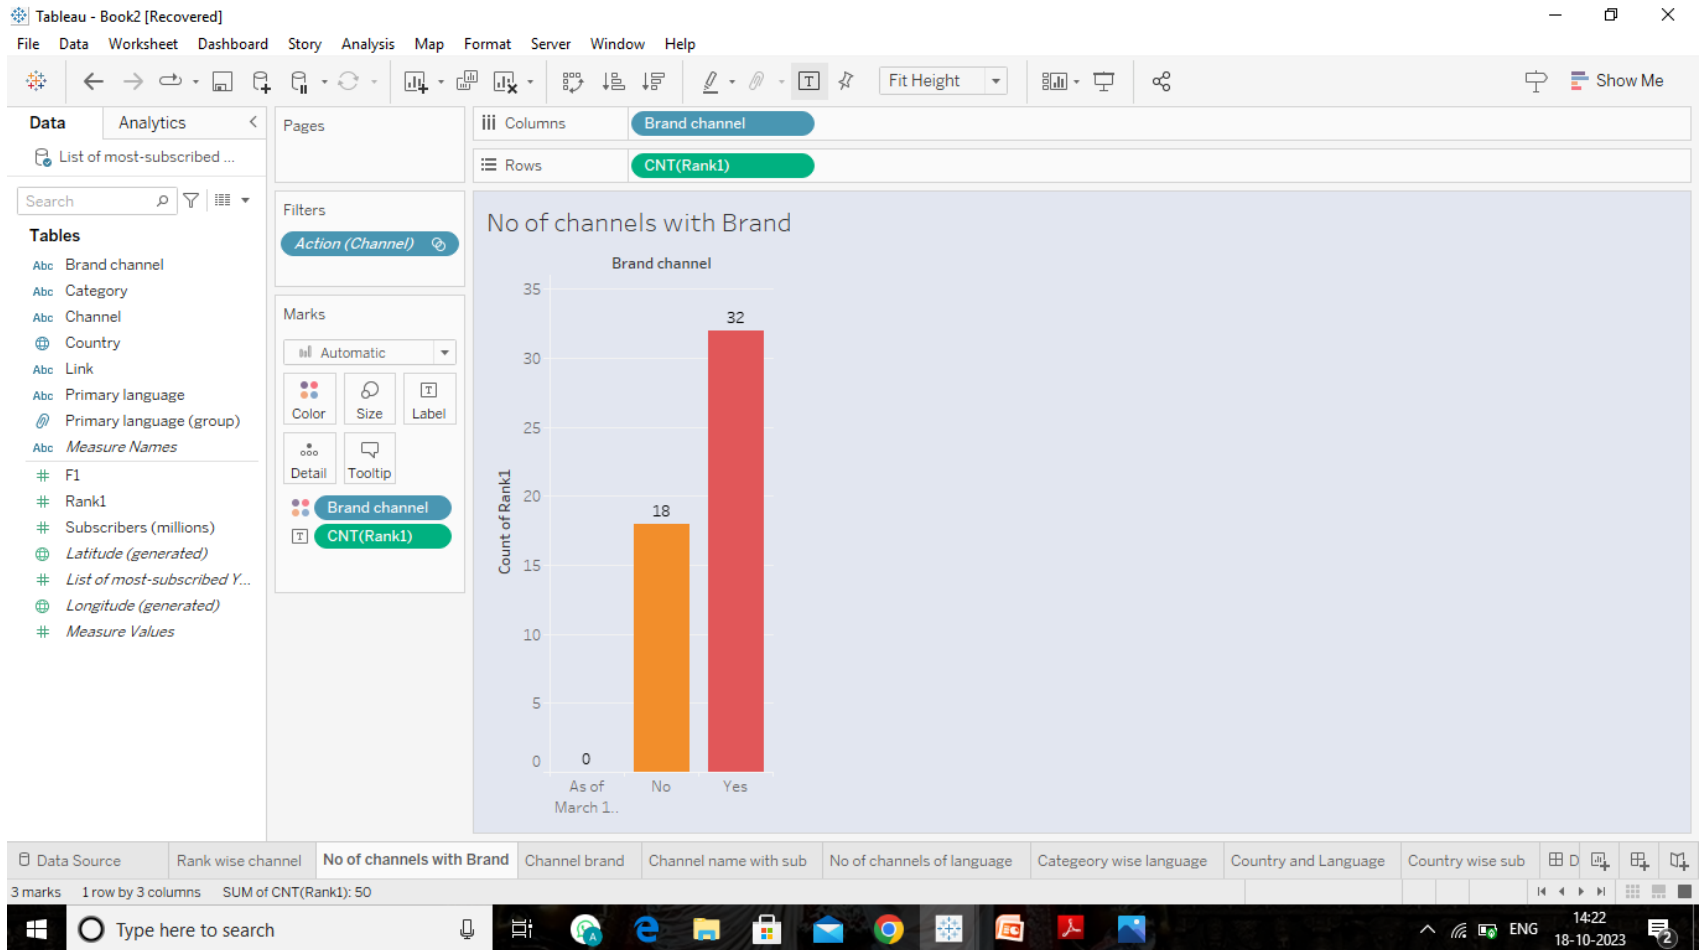 Tableau - Book2 [Recovered]
File Data Worksheet Dashboard Story Analysis Map Format Server Window Help
Fit Height
Show Me
Data Analytics
List of most-subscribed ...
Search
Tables
Abc Brand channel
Abc Category
Abc Channel
Country
Abc Link
Abc Primary language
Primary language (group)
Abc Measure Names
# F1
# Rank1
# Subscribers (millions)
Latitude (generated)
# List of most-subscribed Y...
Longitude (generated)
# Measure Values
Pages
Filters
Action (Channel)
Marks
Automatic
Color Size Label
Detail Tooltip
Brand channel
CNT(Rank1)
Columns Brand channel
Rows CNT(Rank1)
No of channels with Brand
Brand channel
35
30
25
20
15
10
5
0
Count of Rank1
0
18
32
As of
March 1..
No
Yes
Data Source Rank wise channel No of channels with Brand Channel brand Channel name with sub No of channels of language Categeory wise language Country and Language Country wise sub D
3 marks 1 row by 3 columns SUM of CNT(Rank1): 50
Type here to search
ENG
14:22
18-10-2023
2